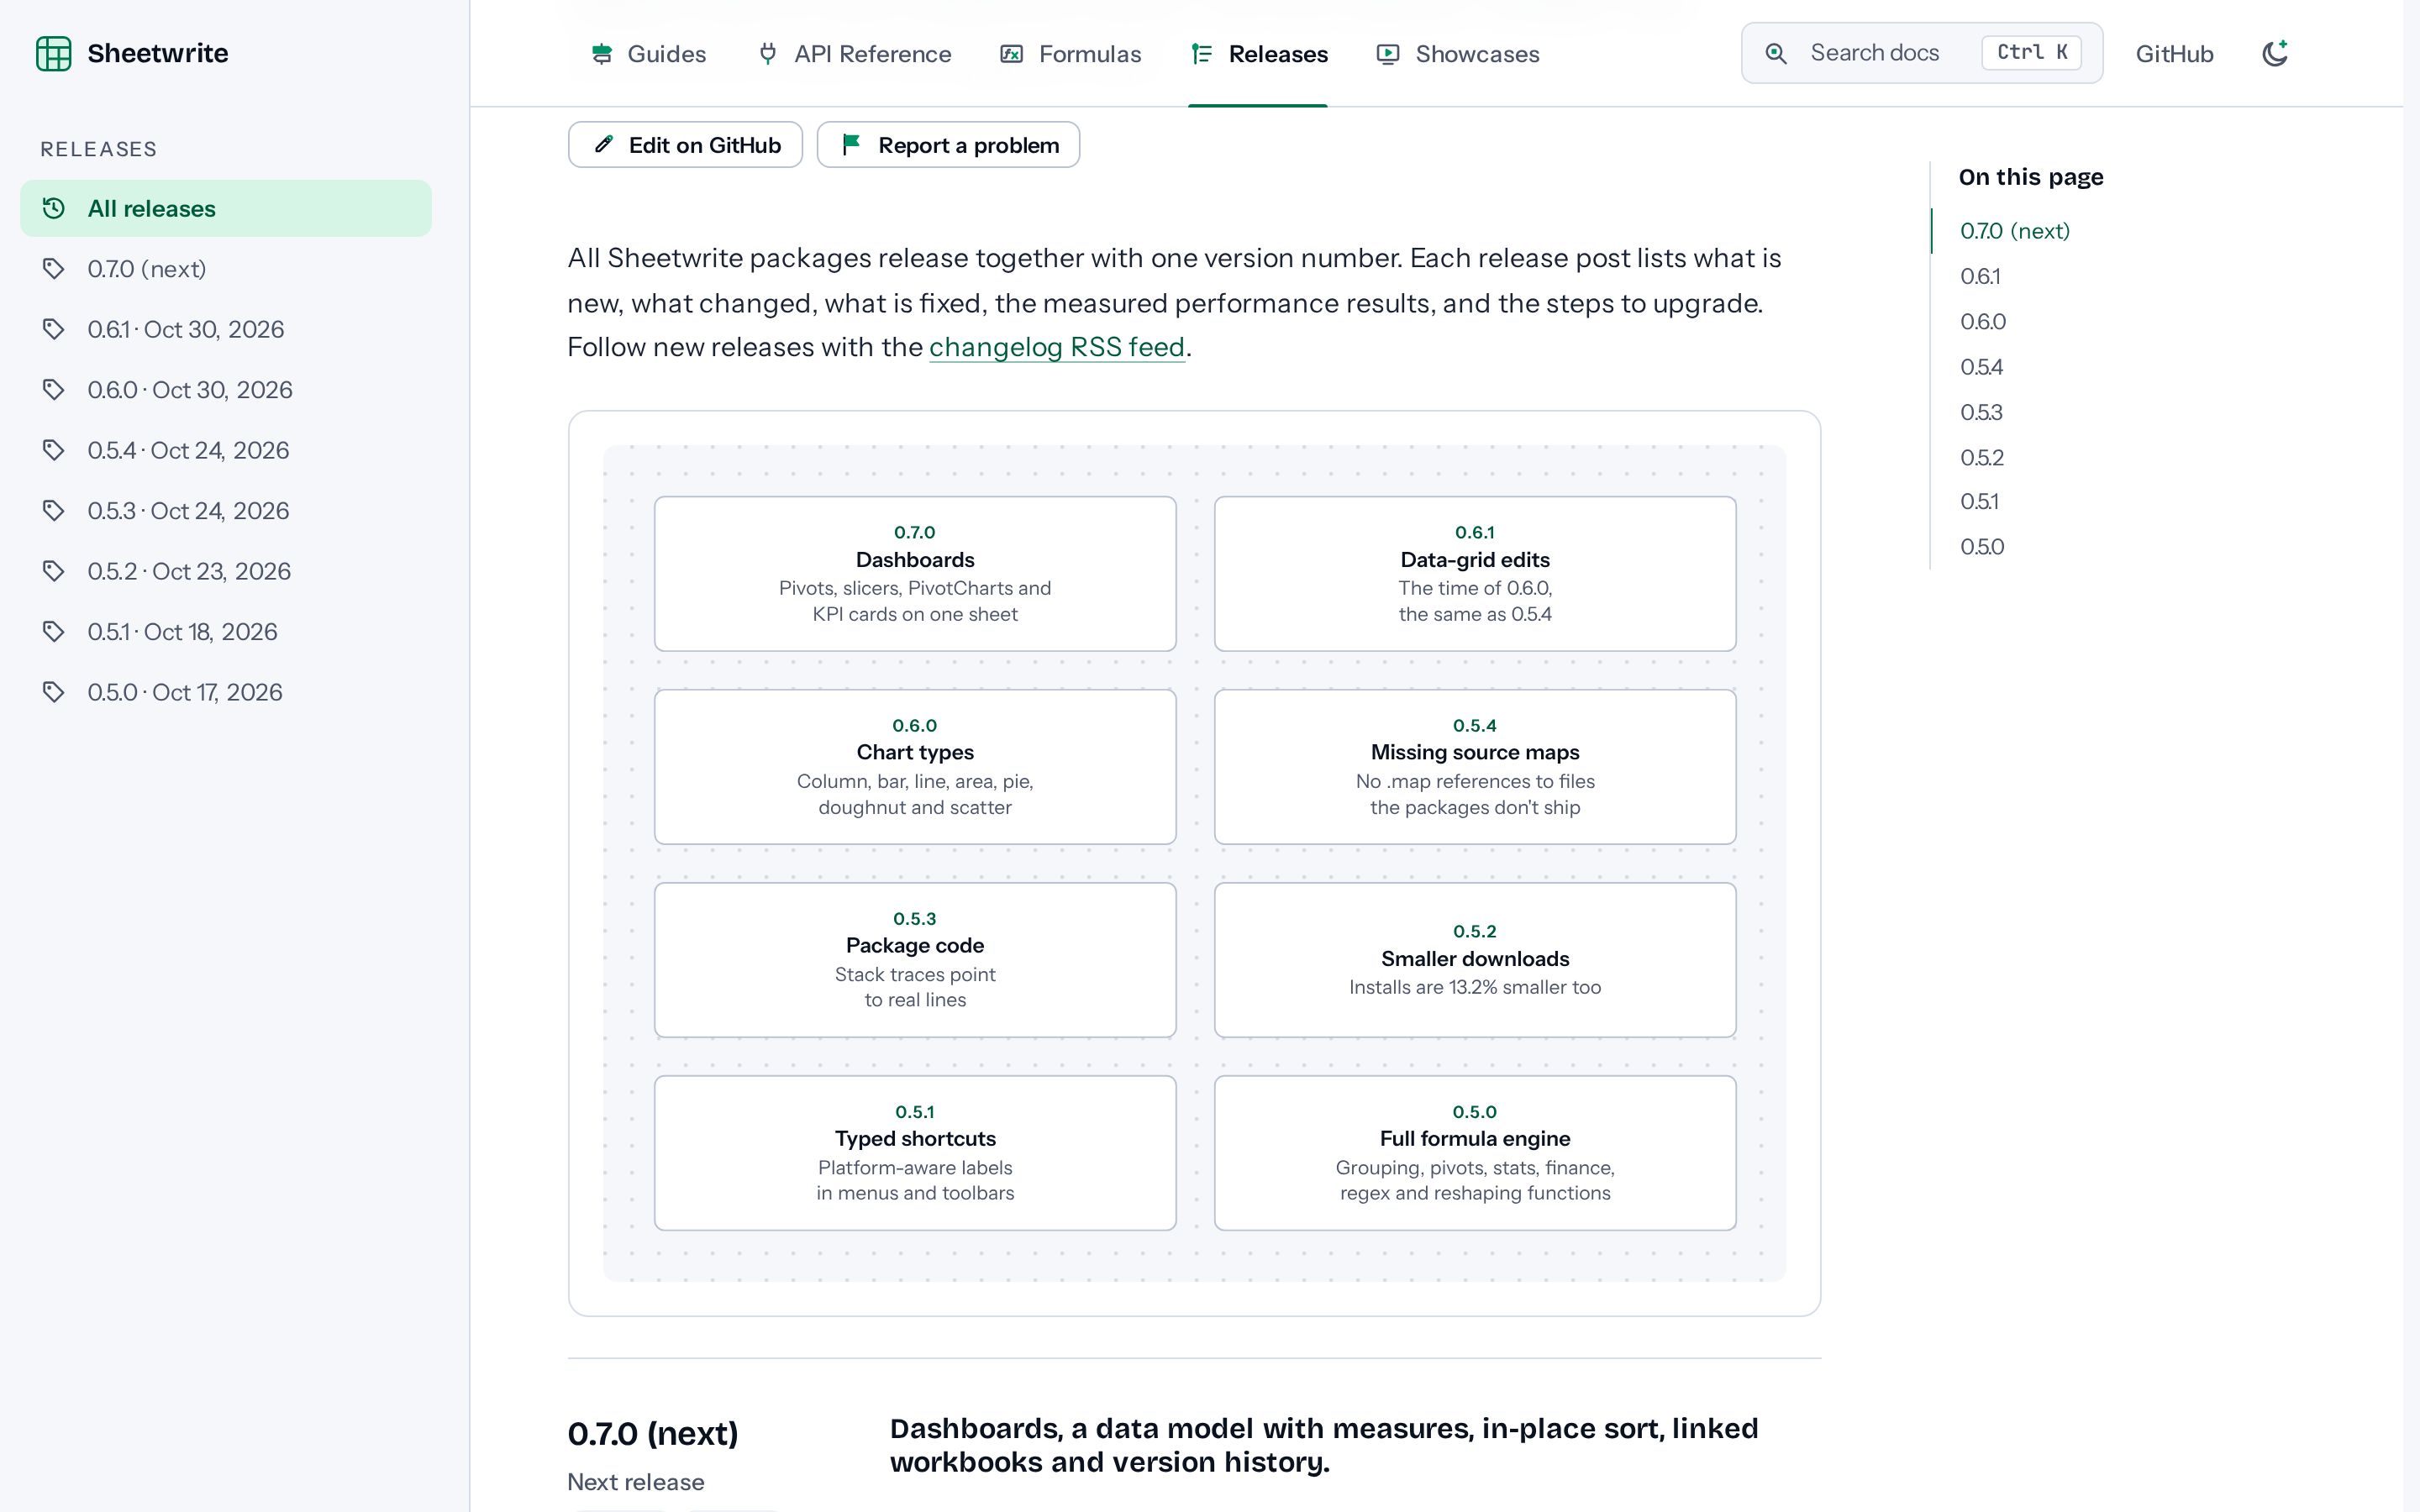 Sheetwrite
Guides
API Reference
Formulas
Releases
Showcases
Search docs
Ctrl K
GitHub
RELEASES
All releases
0.7.0 (next)
0.6.1 · Oct 30, 2026
0.6.0 · Oct 30, 2026
0.5.4 · Oct 24, 2026
0.5.3 · Oct 24, 2026
0.5.2 · Oct 23, 2026
0.5.1 · Oct 18, 2026
0.5.0 · Oct 17, 2026
Edit on GitHub
Report a problem
All Sheetwrite packages release together with one version number. Each release post lists what is
new, what changed, what is fixed, the measured performance results, and the steps to upgrade.
Follow new releases with the changelog RSS feed.
0.7.0
Dashboards
Pivots, slicers, PivotCharts and
KPI cards on one sheet
0.6.1
Data-grid edits
The time of 0.6.0,
the same as 0.5.4
0.6.0
Chart types
Column, bar, line, area, pie,
doughnut and scatter
0.5.4
Missing source maps
No .map references to files
the packages don't ship
0.5.3
Package code
Stack traces point
to real lines
0.5.2
Smaller downloads
Installs are 13.2% smaller too
0.5.1
Typed shortcuts
Platform-aware labels
in menus and toolbars
0.5.0
Full formula engine
Grouping, pivots, stats, finance,
regex and reshaping functions
0.7.0 (next)
Next release
Dashboards, a data model with measures, in-place sort, linked
workbooks and version history.
On this page
0.7.0 (next)
0.6.1
0.6.0
0.5.4
0.5.3
0.5.2
0.5.1
0.5.0